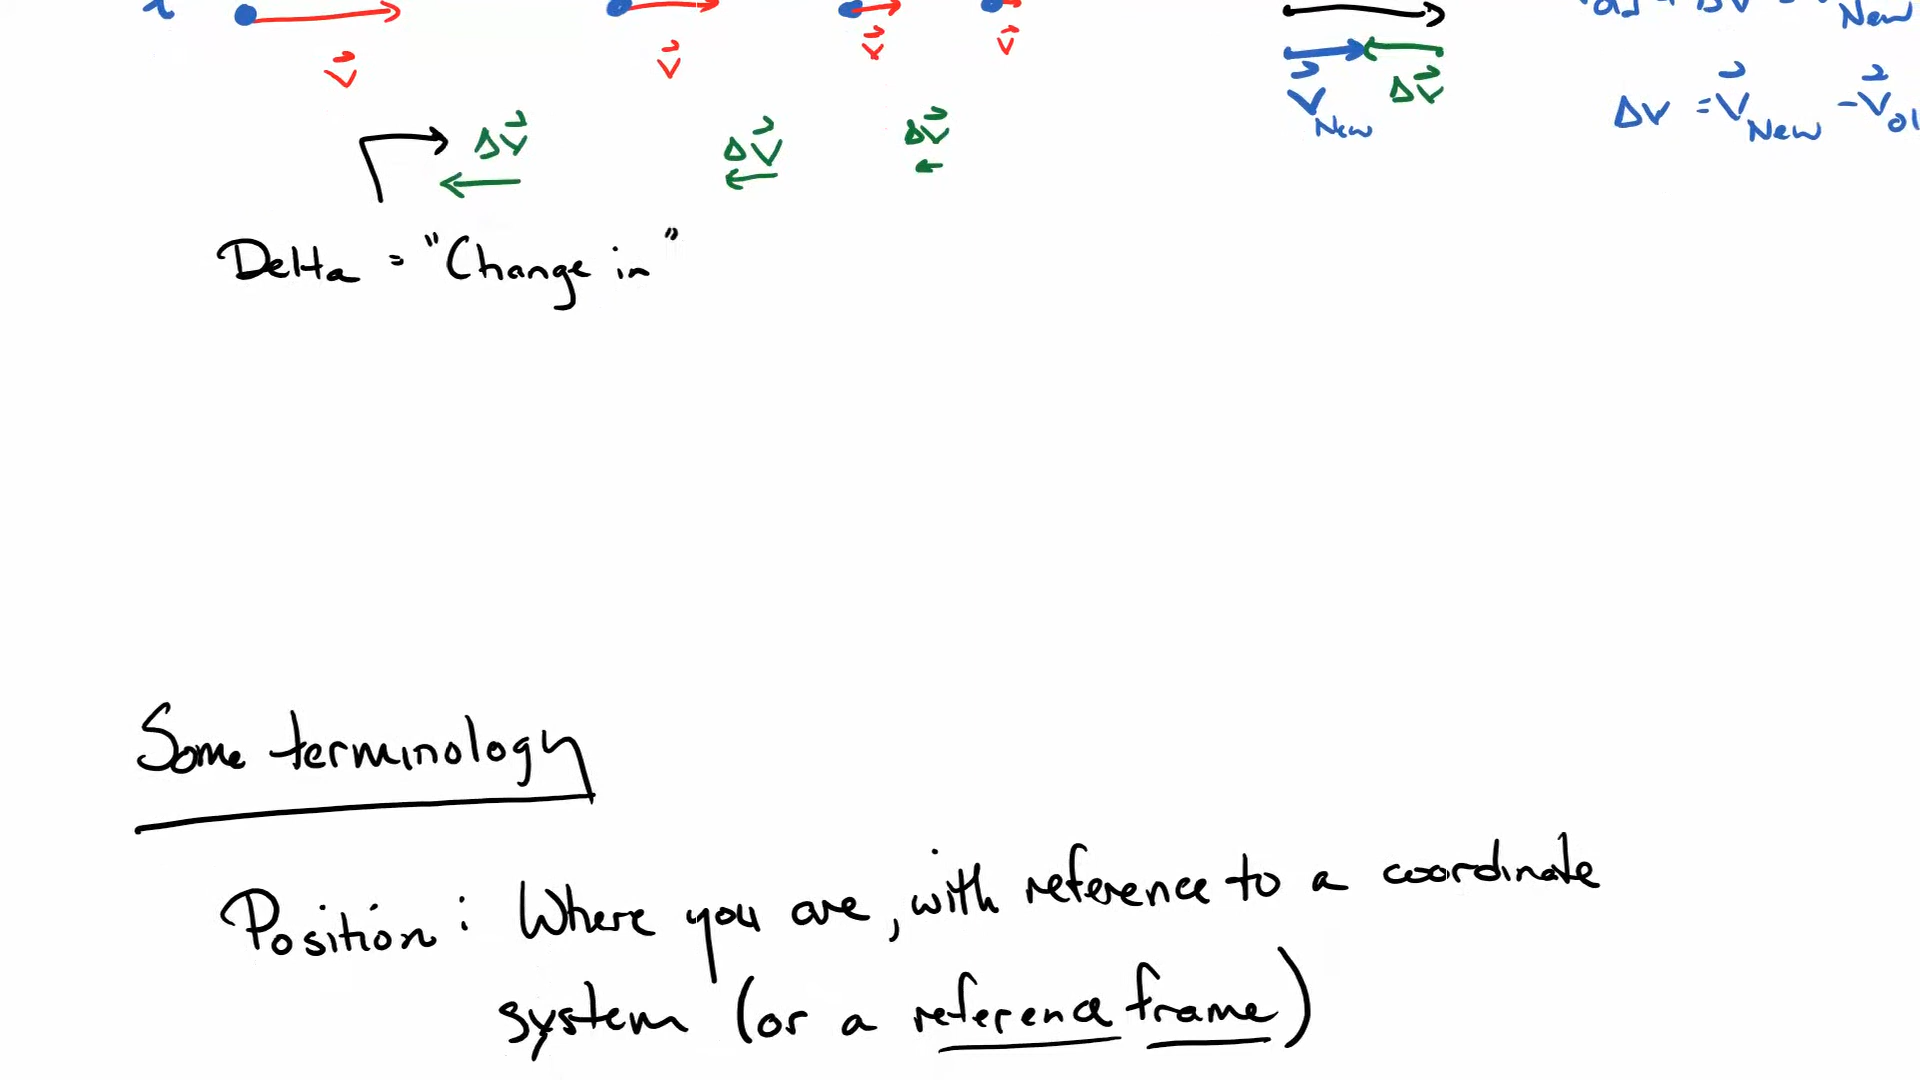 V⃗ V⃗ V⃗ V⃗
New
V⃗New ΔV⃗
ΔV = V⃗New - V⃗Ol
ΔV⃗ ΔV⃗ ΔV⃗
Delta = "Change in"
Some terminology
Position: Where you are, with reference to a coordinate
system (or a reference frame)